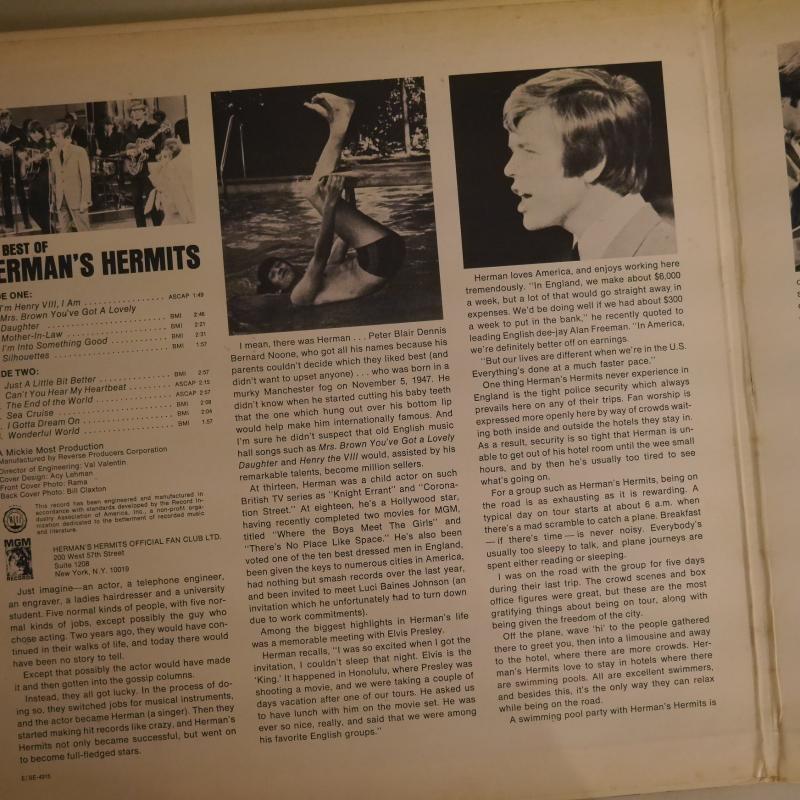 BEST OF
ERMAN'S HERMITS
DE ONE:
I'm Henry VIII, I Am ASCAP 1:49
Mrs. Brown You've Got A Lovely
Daughter BMI 2:46
Mother-In-Law BMI 2:21
I'm Into Something Good BMI 2:31
Silhouettes BMI 1:57
DE TWO:
Just A Little Bit Better BMI 2:57
Can't You Hear My Heartbeat ASCAP 2:15
The End of the World ASCAP 2:57
Sea Cruise BMI 2:08
I Gotta Dream On BMI 2:04
Wonderful World BMI 1:57
A Mickie Most Production
Manufactured by Reverse Producers Corporation
Director of Engineering: Val Valentin
Cover Design: Acy Lehman
Front Cover Photo: Rama
Back Cover Photo: Bill Claxton
This record has been engineered and manufactured in
accordance with standards developed by the Record In-
dustry Association of America, Inc., a non-profit orga-
nization dedicated to the betterment of recorded music
and literature.
MGM
RECORDS
HERMAN'S HERMITS OFFICIAL FAN CLUB LTD.
200 West 57th Street
Suite 1208
New York, N.Y. 10019
Just imagine—an actor, a telephone engineer,
an engraver, a ladies hairdresser and a university
student. Five normal kinds of people, with five nor-
mal kinds of jobs, except possibly the guy who
chose acting. Two years ago, they would have con-
tinued in their walks of life, and today there would
have been no story to tell.
Except that possibly the actor would have made
it and then gotten into the gossip columns.
Instead, they all got lucky. In the process of do-
ing so, they switched jobs for musical instruments,
and the actor became Herman (a singer). Then they
started making hit records like crazy, and Herman's
Hermits not only became successful, but went on
to become full-fledged stars.
E/SE-4315
I mean, there was Herman . . . Peter Blair Dennis
Bernard Noone, who got all his names because his
parents couldn't decide which they liked best (and
didn't want to upset anyone) . . . who was born in a
murky Manchester fog on November 5, 1947. He
didn't know when he started cutting his baby teeth
that the one which hung out over his bottom lip
would help make him internationally famous. And
I'm sure he didn't suspect that old English music
hall songs such as Mrs. Brown You've Got a Lovely
Daughter and Henry the VIII would, assisted by his
remarkable talents, become million sellers.
At thirteen, Herman was a child actor on such
British TV series as "Knight Errant" and "Corona-
tion Street." At eighteen, he's a Hollywood star,
having recently completed two movies for MGM,
titled "Where the Boys Meet The Girls" and
"There's No Place Like Space." He's also been
voted one of the ten best dressed men in England,
been given the keys to numerous cities in America,
had nothing but smash records over the last year,
and been invited to meet Luci Baines Johnson (an
invitation which he unfortunately had to turn down
due to work commitments).
Among the biggest highlights in Herman's life
was a memorable meeting with Elvis Presley.
Herman recalls, "I was so excited when I got the
invitation, I couldn't sleep that night. Elvis is the
'King.' It happened in Honolulu, where Presley was
shooting a movie, and we were taking a couple of
days vacation after one of our tours. He asked us
to have lunch with him on the movie set. He was
ever so nice, really, and said that we were among
his favorite English groups."
Herman loves America, and enjoys working here
tremendously. "In England, we make about $6,000
a week, but a lot of that would go straight away in
expenses. We'd be doing well if we had about $300
a week to put in the bank," he recently quoted to
leading English dee-jay Alan Freeman. "In America,
we're definitely better off on earnings.
"But our lives are different when we're in the U.S.
Everything's done at a much faster pace."
One thing Herman's Hermits never experience in
England is the tight police security which always
prevails here on any of their trips. Fan worship is
expressed more openly here by way of crowds wait-
ing both inside and outside the hotels they stay in.
As a result, security is so tight that Herman is un-
able to get out of his hotel room until the wee small
hours, and by then he's usually too tired to see
what's going on.
For a group such as Herman's Hermits, being on
the road is as exhausting as it is rewarding. A
typical day on tour starts at about 6 a.m. when
there's a mad scramble to catch a plane. Breakfast
— if there's time — is never noisy. Everybody's
usually too sleepy to talk, and plane journeys are
spent either reading or sleeping.
I was on the road with the group for five days
during their last trip. The crowd scenes and box
office figures were great, but these are the most
gratifying things about being on tour, along with
being given the freedom of the city.
Off the plane, wave 'hi' to the people gathered
there to greet you, then into a limousine and away
to the hotel, where there are more crowds. Her-
man's Hermits love to stay in hotels where there
are swimming pools. All are excellent swimmers,
and besides this, it's the only way they can relax
while being on the road.
A swimming pool party with Herman's Hermits is